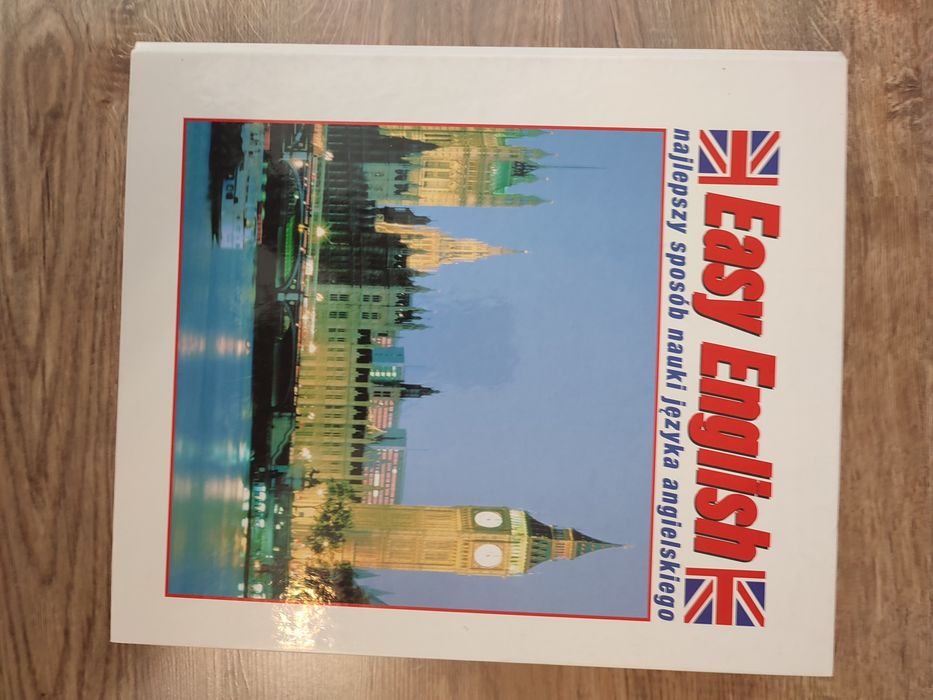 Easy English
najlepszy sposób nauki języka angielskiego